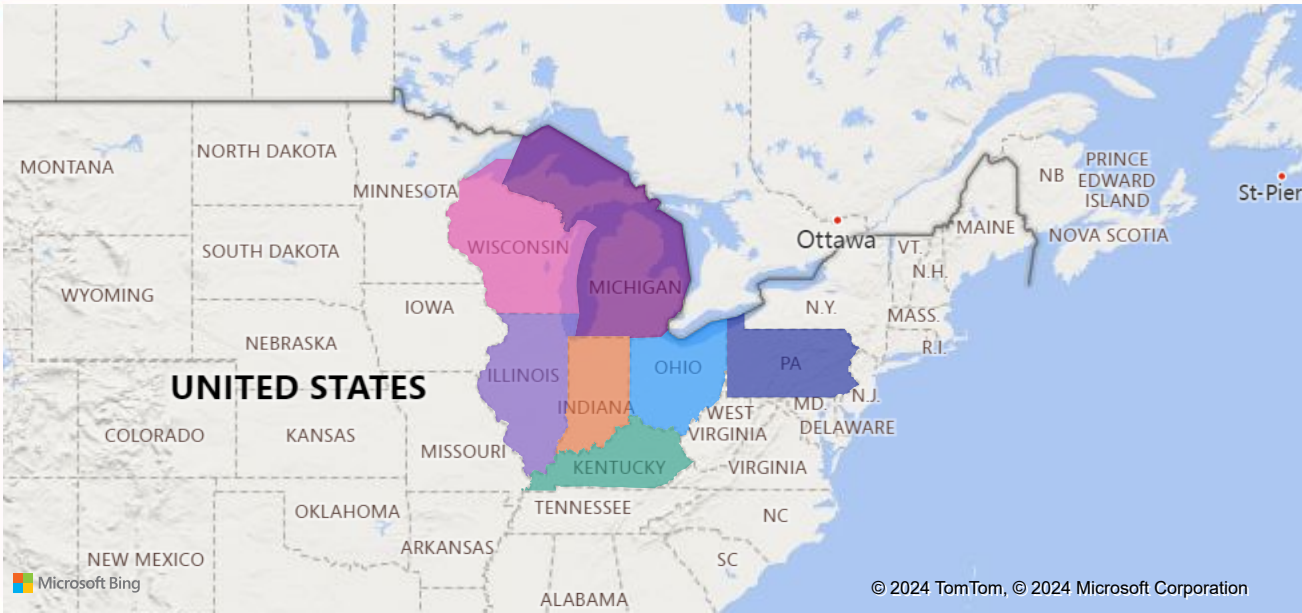 MONTANA
NORTH DAKOTA
MINNESOTA
SOUTH DAKOTA
WYOMING
NEBRASKA
IOWA
WISCONSIN
MICHIGAN
Ottawa
VT.
N.H.
MAINE
NB
PRINCE
EDWARD
ISLAND
NOVA SCOTIA
St-Pier
N.Y.
MASS.
R.I.
UNITED STATES
ILLINOIS
INDIANA
OHIO
PA
N.J.
MD.
DELAWARE
WEST
VIRGINIA
COLORADO
KANSAS
MISSOURI
KENTUCKY
VIRGINIA
OKLAHOMA
TENNESSEE
NC
NEW MEXICO
ARKANSAS
SC
ALABAMA
Microsoft Bing
© 2024 TomTom, © 2024 Microsoft Corporation